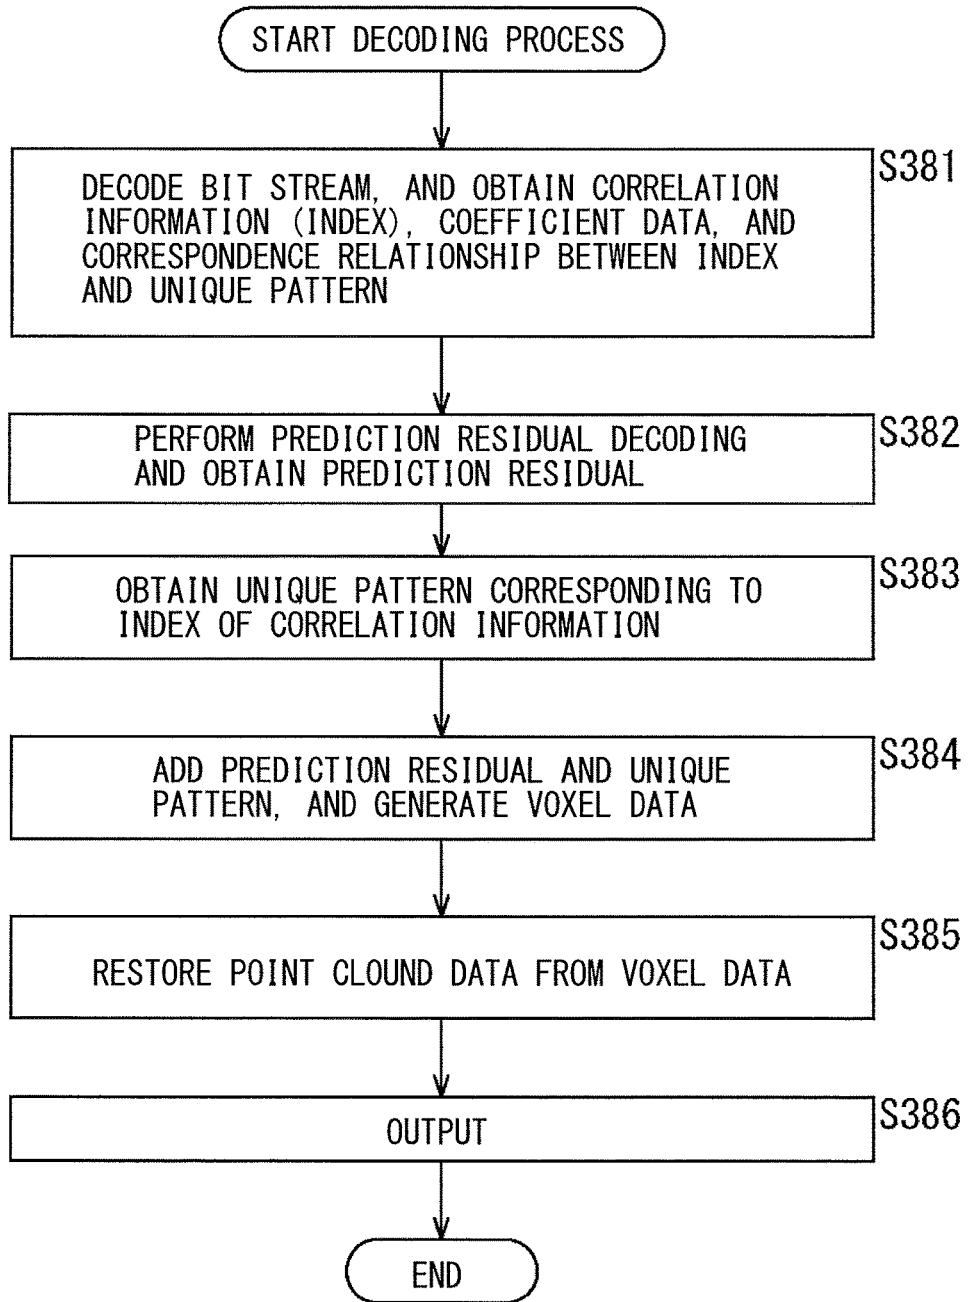 START DECODING PROCESS
S381
DECODE BIT STREAM, AND OBTAIN CORRELATION
INFORMATION (INDEX), COEFFICIENT DATA, AND
CORRESPONDENCE RELATIONSHIP BETWEEN INDEX
AND UNIQUE PATTERN
S382
PERFORM PREDICTION RESIDUAL DECODING
AND OBTAIN PREDICTION RESIDUAL
S383
OBTAIN UNIQUE PATTERN CORRESPONDING TO
INDEX OF CORRELATION INFORMATION
S384
ADD PREDICTION RESIDUAL AND UNIQUE
PATTERN, AND GENERATE VOXEL DATA
S385
RESTORE POINT CLOUND DATA FROM VOXEL DATA
S386
OUTPUT
END